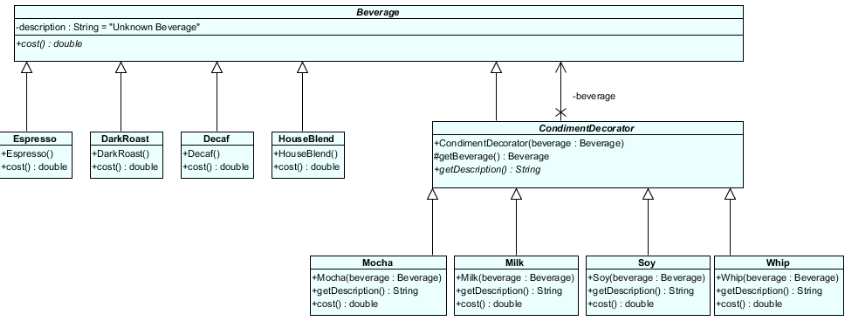 Beverage
-description : String = "Unknown Beverage"
+cost() : double
-beverage
Espresso
+Espresso()
+cost() : double
DarkRoast
+DarkRoast()
+cost() : double
Decaf
+Decaf()
+cost() : double
HouseBlend
+HouseBlend()
+cost() : double
CondimentDecorator
+CondimentDecorator(beverage : Beverage)
#getBeverage() : Beverage
+getDescription() : String
Mocha
+Mocha(beverage : Beverage)
+getDescription() : String
+cost() : double
Milk
+Milk(beverage : Beverage)
+getDescription() : String
+cost() : double
Soy
+Soy(beverage : Beverage)
+getDescription() : String
+cost() : double
Whip
+Whip(beverage : Beverage)
+getDescription() : String
+cost() : double